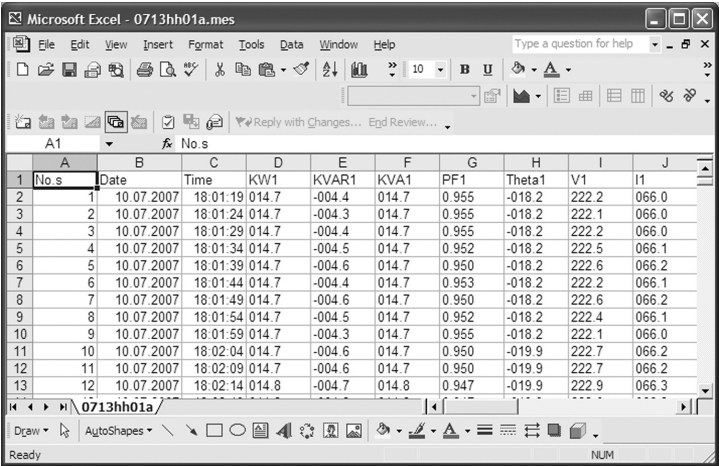 Microsoft Excel - 0713hh01a.mes
File Edit View Insert Format Tools Data Window Help Type a question for help
10 B U
Reply with Changes... End Review...
A1 fx No.s
A B C D E F G H I J
1 No.s Date Time KW1 KVAR1 KVA1 PF1 Theta1 V1 I1
2 1 10.07.2007 18:01:19 014.7 -004.4 014.7 0.955 -018.2 222.2 066.0
3 2 10.07.2007 18:01:24 014.7 -004.3 014.7 0.955 -018.2 222.1 066.0
4 3 10.07.2007 18:01:29 014.7 -004.4 014.7 0.955 -018.2 222.2 066.0
5 4 10.07.2007 18:01:34 014.7 -004.5 014.7 0.952 -018.2 222.5 066.1
6 5 10.07.2007 18:01:39 014.7 -004.6 014.7 0.950 -018.2 222.6 066.2
7 6 10.07.2007 18:01:44 014.7 -004.4 014.7 0.953 -018.2 222.2 066.1
8 7 10.07.2007 18:01:49 014.7 -004.6 014.7 0.950 -018.2 222.6 066.2
9 8 10.07.2007 18:01:54 014.7 -004.5 014.7 0.952 -018.2 222.4 066.1
10 9 10.07.2007 18:01:59 014.7 -004.3 014.7 0.955 -018.2 222.1 066.0
11 10 10.07.2007 18:02:04 014.7 -004.6 014.7 0.950 -019.9 222.7 066.2
12 11 10.07.2007 18:02:09 014.7 -004.6 014.7 0.950 -019.9 222.7 066.2
13 12 10.07.2007 18:02:14 014.8 -004.7 014.8 0.947 -019.9 222.9 066.3
0713hh01a
Draw AutoShapes
Ready NUM